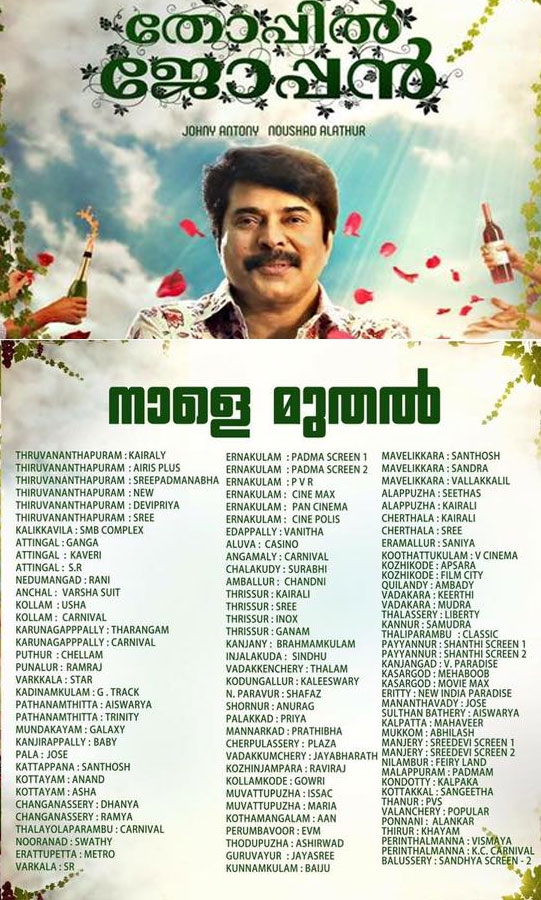 തോപ്പിൽ
ജോപ്പൻ
JOHNY ANTONY NOUSHAD ALATHUR
നാളെ മുതൽ
THIRUVANANTHAPURAM : KAIRALY
THIRUVANANTHAPURAM : AIRIS PLUS
THIRUVANANTHAPURAM : SREEPADMANABHA
THIRUVANANTHAPURAM : NEW
THIRUVANANTHAPURAM : DEVIPRIYA
THIRUVANANTHAPURAM : SREE
KALIKKAVILA : SMB COMPLEX
ATTINGAL : GANGA
ATTINGAL : KAVERI
ATTINGAL : S.R
NEDUMANGAD : RANI
ANCHAL : VARSHA SUIT
KOLLAM : USHA
KOLLAM : CARNIVAL
KARUNAGAPPPALLY : THARANGAM
KARUNAGAPPPALLY : CARNIVAL
PUTHUR : CHELLAM
PUNALUR : RAMRAJ
VARKKALA : STAR
KADINAMKULAM : G . TRACK
PATHANAMTHITTA : AISWARYA
PATHANAMTHITTA : TRINITY
MUNDAKAYAM : GALAXY
KANJIRAPPALLY : BABY
PALA : JOSE
KATTAPPANA : SANTHOSH
KOTTAYAM : ANAND
KOTTAYAM : ASHA
CHANGANASSERY : DHANYA
CHANGANASSERY : RAMYA
THALAYOLAPARAMBU : CARNIVAL
NOORANAD : SWATHY
ERATTUPETTA : METRO
VARKALA : SR
ERNAKULAM : PADMA SCREEN 1
ERNAKULAM : PADMA SCREEN 2
ERNAKULAM : P V R
ERNAKULAM : CINE MAX
ERNAKULAM : PAN CINEMA
ERNAKULAM : CINE POLIS
EDAPPALLY : VANITHA
ALUVA : CASINO
ANGAMALY : CARNIVAL
CHALAKUDY : SURABHI
AMBALLUR : CHANDNI
THRISSUR : KAIRALI
THRISSUR : SREE
THRISSUR : INOX
THRISSUR : GANAM
KANJANY : BRAHMAKULAM
INJALAKUDA : SINDHU
VADAKKENCHERY : THALAM
KODUNGALLUR : KALEESWARY
N. PARAVUR : SHAFAZ
SHORNUR : ANURAG
PALAKKAD : PRIYA
MANNARKAD : PRATHIBHA
CHERPULASSERY : PLAZA
VADAKKUMCHERY : JAYABHARATH
KOZHINJAMPARA : RAVIRAJ
KOLLAMKODE : GOWRI
MUVATTUPUZHA : ISSAC
MUVATTUPUZHA : MARIA
KOTHAMANGALAM : AAN
PERUMBAVOOR : EVM
THODUPUZHA : ASHIRWAD
GURUVAYUR : JAYASREE
KUNNAMKULAM : BAIJU
MAVELIKKARA : SANTHOSH
MAVELIKKARA : SANDRA
MAVELIKKARA : VALLAKKALIL
ALAPPUZHA : SEETHAS
ALAPPUZHA : KAIRALI
CHERTHALA : KAIRALI
CHERTHALA : SREE
ERAMALLUR : SANIYA
KOOTHATTUKULAM : V CINEMA
KOZHIKODE : APSARA
KOZHIKODE : FILM CITY
QUILANDY : AMBADY
VADAKARA : KEERTHI
VADAKARA : MUDRA
THALASSERY : LIBERTY
KANNUR : SAMUDRA
THALIPARAMBU : CLASSIC
PAYYANNUR : SHANTHI SCREEN 1
PAYYANNUR : SHANTHI SCREEN 2
KANJANGAD : V. PARADISE
KASARGOD : MEHABOOB
KASARGOD : MOVIE MAX
ERITTY : NEW INDIA PARADISE
MANANTHAVADY : JOSE
SULTHAN BATHERY : AISWARYA
KALPATTA : MAHAVEER
MUKKOM : ABHILASH
MANJERY : SREEDEVI SCREEN 1
MANJERY : SREEDEVI SCREEN 2
NILAMBUR : FEIRY LAND
MALAPPURAM : PADMAM
KONDOTTY : KALPAKA
KOTTAKKAL : SANGEETHA
THANUR : PVS
VALANCHERY : POPULAR
PONNANI : ALANKAR
THIRUR : KHAYAM
PERINTHALMANNA : VISMAYA
PERINTHALMANNA : K.C. CARNIVAL
BALUSSERY : SANDHYA SCREEN - 2